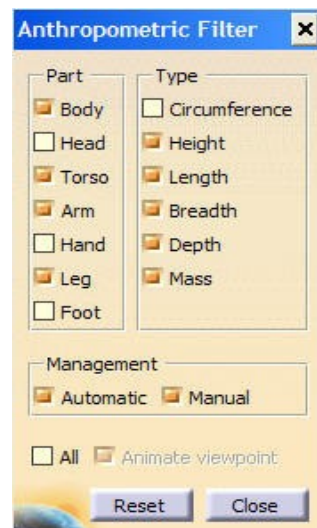 Anthropometric Filter
Part
Type
Body
Circumference
Head
Height
Torso
Length
Arm
Breadth
Hand
Depth
Leg
Mass
Foot
Management
Automatic Manual
All Animate viewpoint
Reset Close